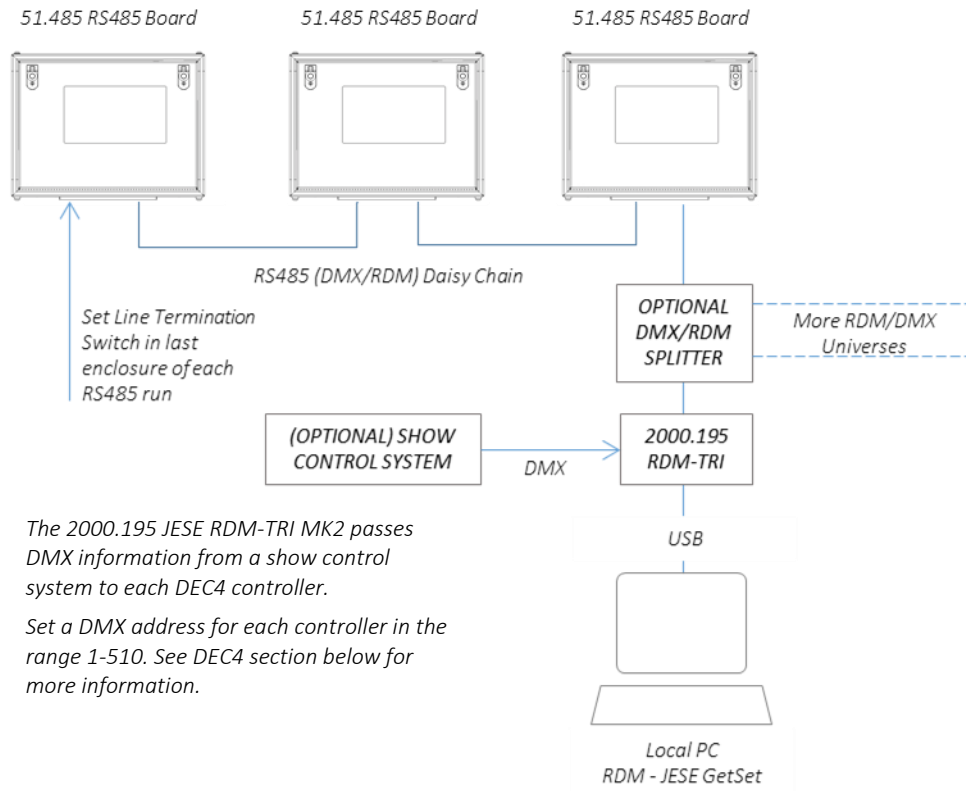 51.485 RS485 Board
51.485 RS485 Board
51.485 RS485 Board
RS485 (DMX/RDM) Daisy Chain
Set Line Termination
Switch in last
enclosure of each
RS485 run
OPTIONAL
DMX/RDM
SPLITTER
More RDM/DMX
Universes
(OPTIONAL) SHOW
CONTROL SYSTEM
DMX
2000.195
RDM-TRI
The 2000.195 JESE RDM-TRI MK2 passes
DMX information from a show control
system to each DEC4 controller.
Set a DMX address for each controller in the
range 1-510. See DEC4 section below for
more information.
USB
Local PC
RDM - JESE GetSet